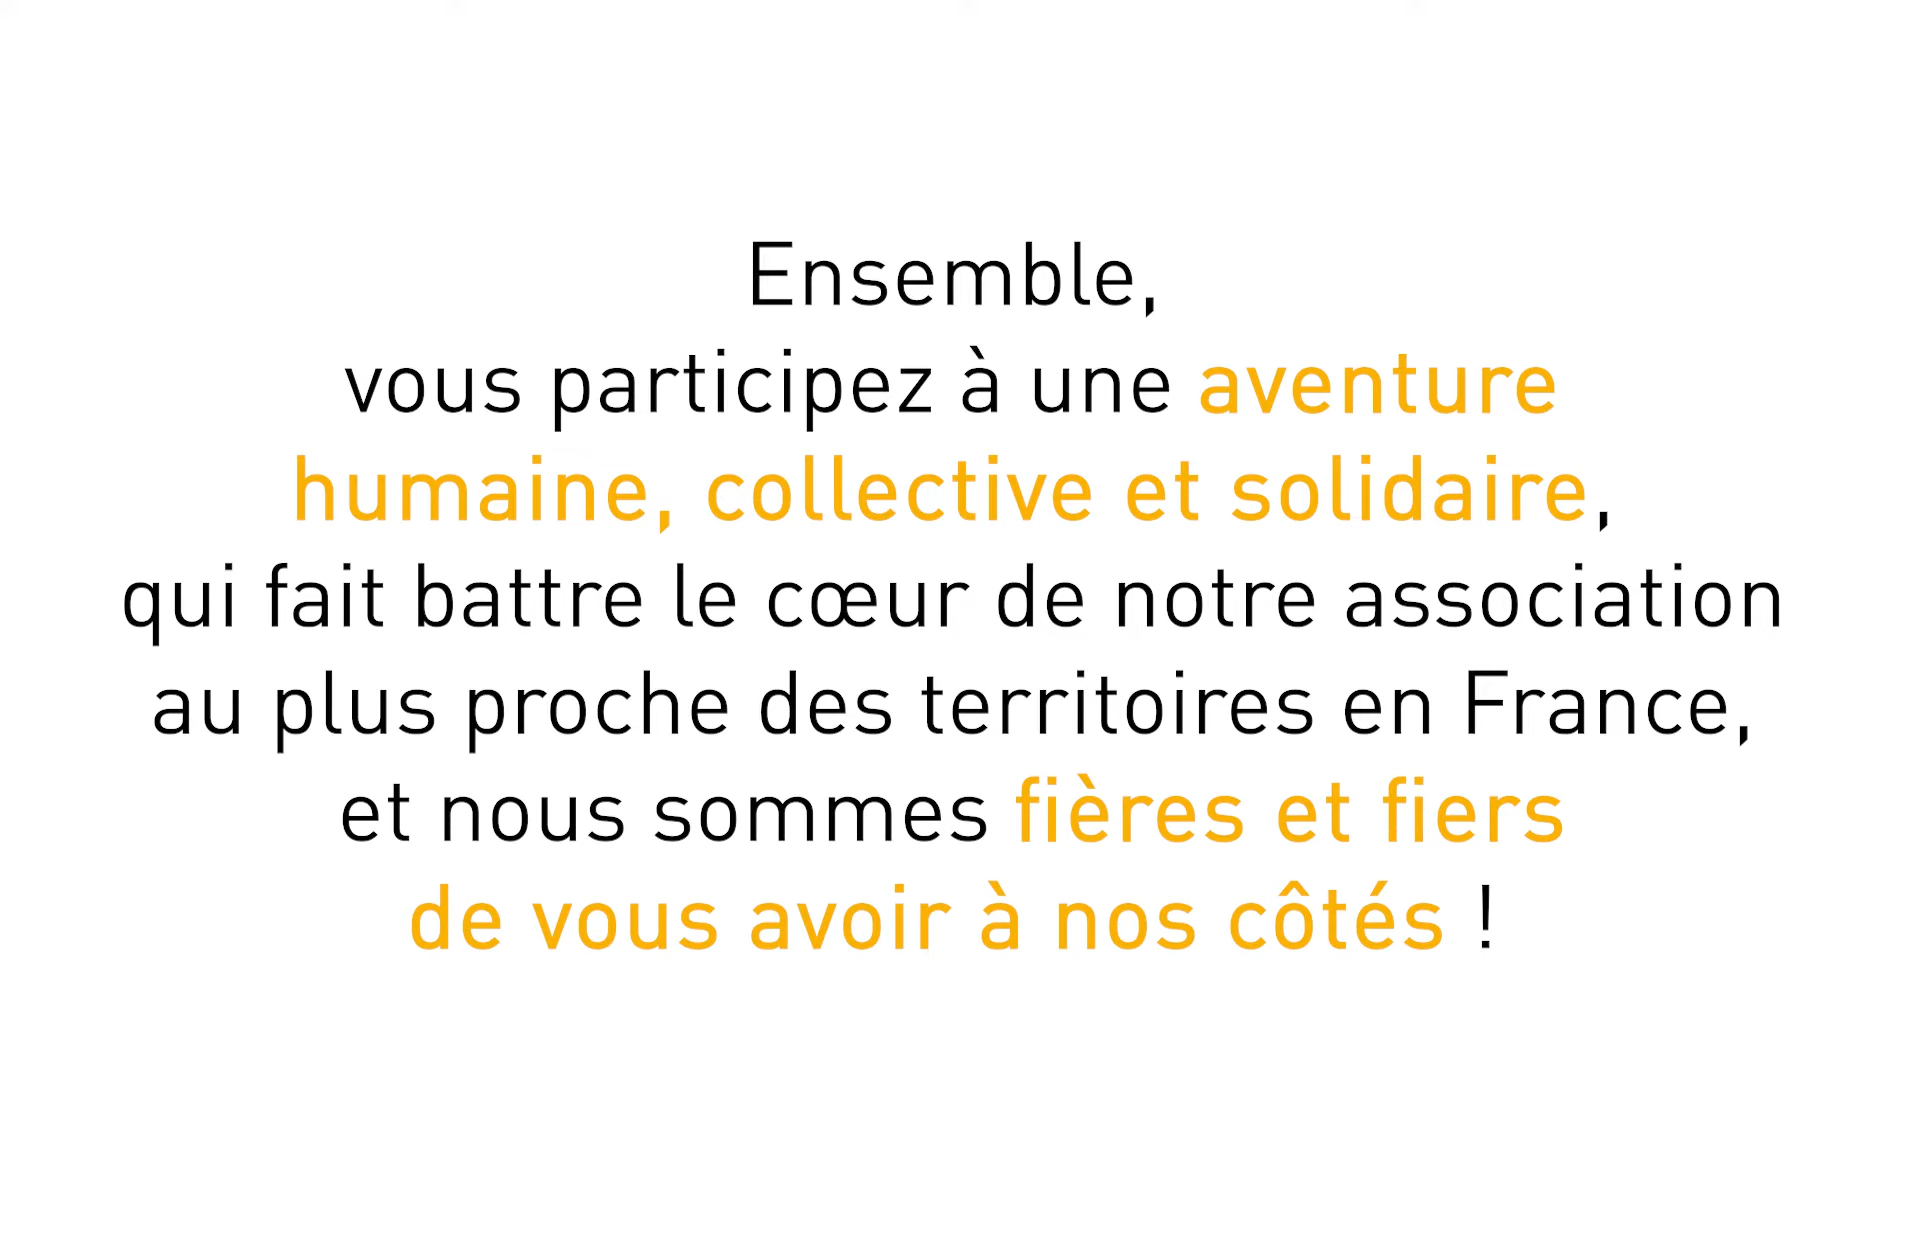 Ensemble,
vous participez à une aventure
humaine, collective et solidaire,
qui fait battre le cœur de notre association
au plus proche des territoires en France,
et nous sommes fières et fiers
de vous avoir à nos côtés !